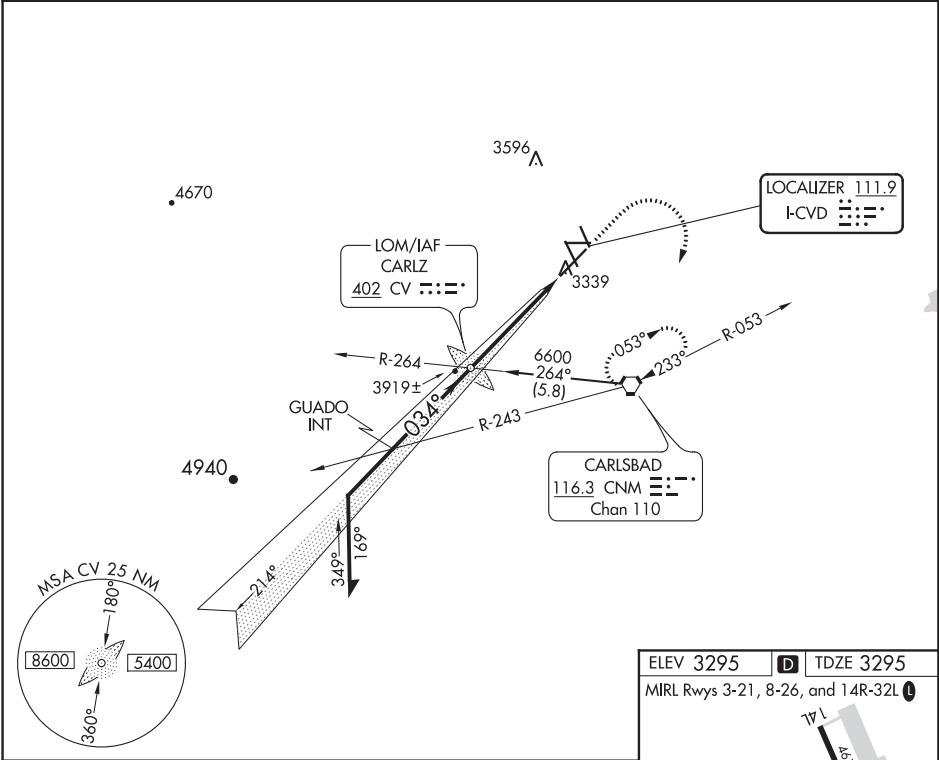 3596
4670
LOCALIZER 111.9
I-CVD
LOM/IAF
CARLZ
402 CV
3339
R-264
6600
264°
(5.8)
053°
233°
R-053
3919±
034°
GUADO
INT
R-243
4940
CARLSBAD
116.3 CNM
Chan 110
349°
169°
214°
MSA CV 25 NM
180°
8600
5400
360°
ELEV 3295 D TDZE 3295
MIRL Rwys 3-21, 8-26, and 14R-32L L
14L